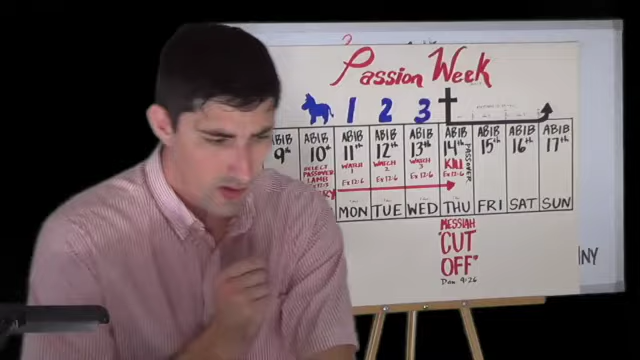 Passion Week
1 2 3
ABIB 9th
ABIB 10th
ABIB 11th
ABIB 12th
ABIB 13th
ABIB 14th
ABIB 15th
ABIB 16th
ABIB 17th
SELECT PASSOVER LAMB
WATCH 1 Ex 12:6
WATCH 2 Ex 12:6
WATCH 3 Ex 12:6
KILL Ex 12:6
PASSOVER
MON TUE WED THU FRI SAT SUN
MESSIAH
"CUT
OFF"
Dan 9:26
NY